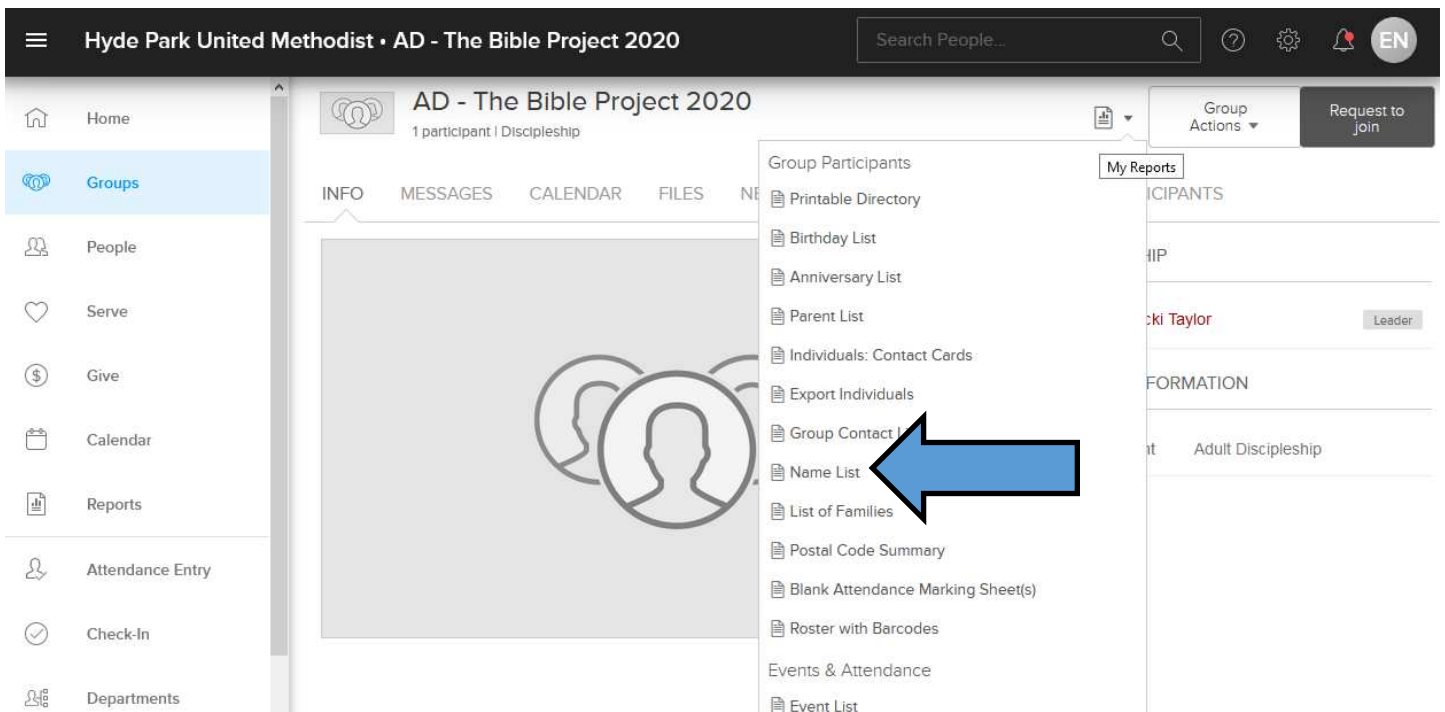 Hyde Park United Methodist • AD - The Bible Project 2020
Search People...
EN
Home
Groups
People
Serve
Give
Calendar
Reports
Attendance Entry
Check-In
Departments
AD - The Bible Project 2020
1 participant | Discipleship
Group
Actions
Request to
join
My Reports
INFO MESSAGES CALENDAR FILES NE
ICIPANTS
Group Participants
Printable Directory
Birthday List
Anniversary List
Parent List
Individuals: Contact Cards
Export Individuals
Group Contact
Name List
List of Families
Postal Code Summary
Blank Attendance Marking Sheet(s)
Roster with Barcodes
Events & Attendance
Event List
HIP
cki Taylor Leader
FORMATION
nt Adult Discipleship